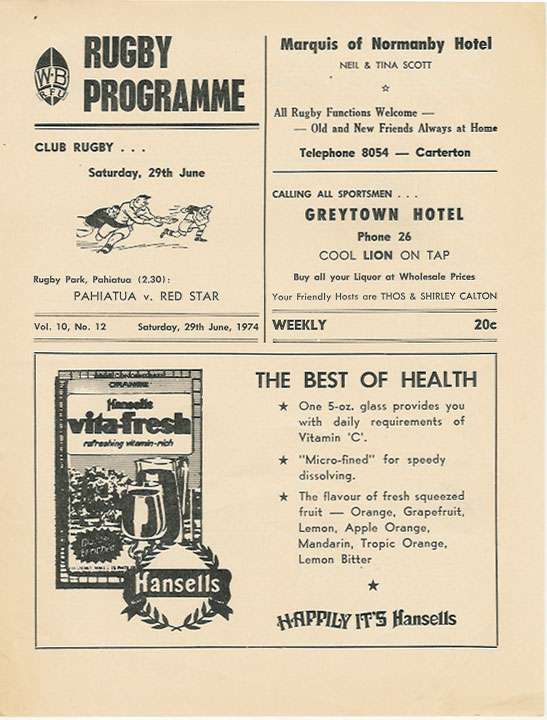 W-B
R F U
RUGBY
PROGRAMME
CLUB RUGBY . . .
Saturday, 29th June
Rugby Park, Pahiatua (2.30):
PAHIATUA v. RED STAR
Vol. 10, No. 12 Saturday, 29th June, 1974
Marquis of Normanby Hotel
NEIL & TINA SCOTT
All Rugby Functions Welcome —
— Old and New Friends Always at Home
Telephone 8054 — Carterton
CALLING ALL SPORTSMEN . . .
GREYTOWN HOTEL
Phone 26
COOL LION ON TAP
Buy all your Liquor at Wholesale Prices
Your Friendly Hosts are THOS & SHIRLEY CALTON
WEEKLY 20c
ORANGE
Hansells
vita-fresh
refreshing vitamin-rich
Hansells
THE BEST OF HEALTH
★ One 5-oz. glass provides you
with daily requirements of
Vitamin 'C'.
★ "Micro-fined" for speedy
dissolving.
★ The flavour of fresh squeezed
fruit — Orange, Grapefruit,
Lemon, Apple Orange,
Mandarin, Tropic Orange,
Lemon Bitter
HAPPILY IT'S Hansells